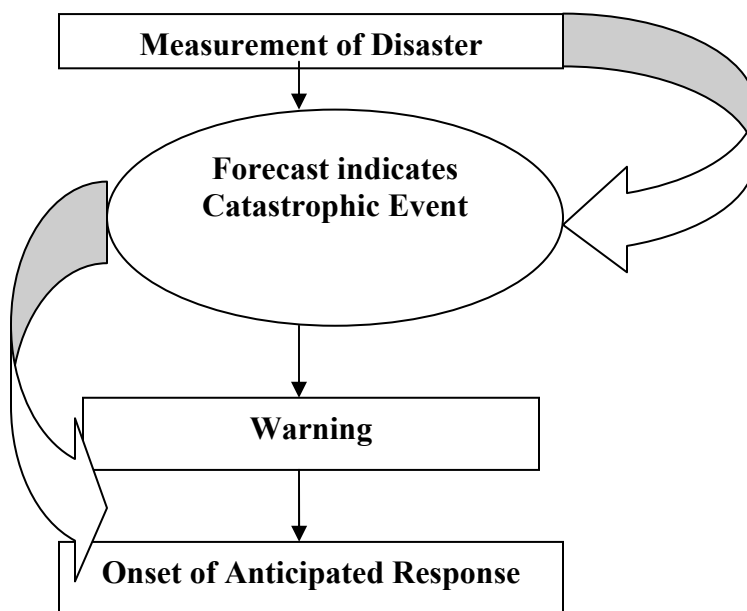 Measurement of Disaster
Forecast indicates
Catastrophic Event
Warning
Onset of Anticipated Response